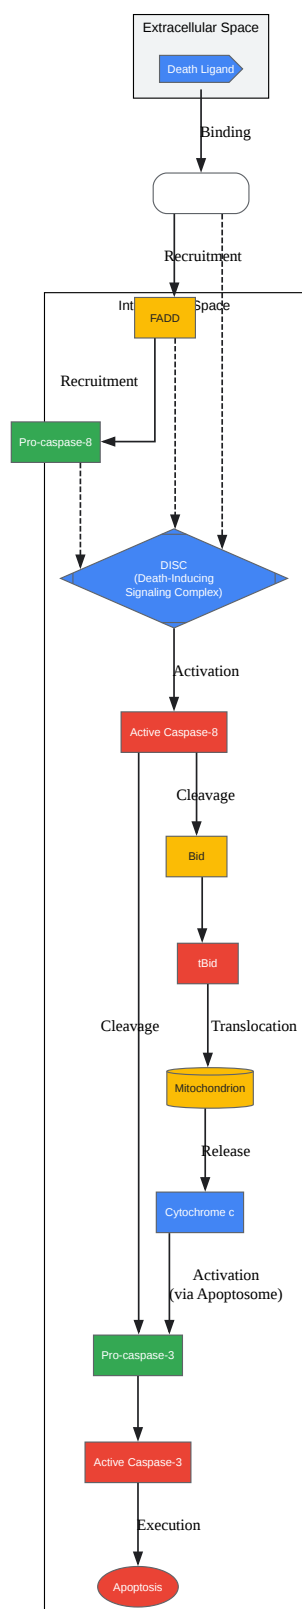 Extracellular Space
Death Ligand
Binding
Recruitment
Int Space
FADD
Recruitment
Pro-caspase-8
DISC
(Death-Inducing
Signaling Complex)
Activation
Active Caspase-8
Cleavage
Bid
tBid
Cleavage
Translocation
Mitochondrion
Release
Cytochrome c
Activation
(via Apoptosome)
Pro-caspase-3
Active Caspase-3
Execution
Apoptosis